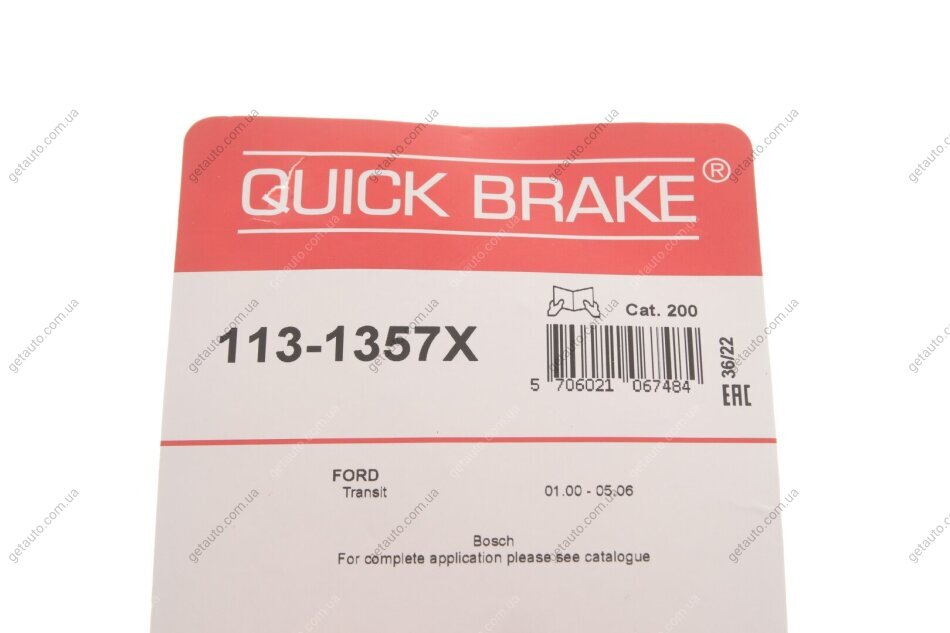 QUICK BRAKE®
Cat. 200
113-1357X
5 706021 067484
36/22
EAC
FORD
Transit 01.00 - 05.06
Bosch
For complete application please see catalogue
getauto.com.ua